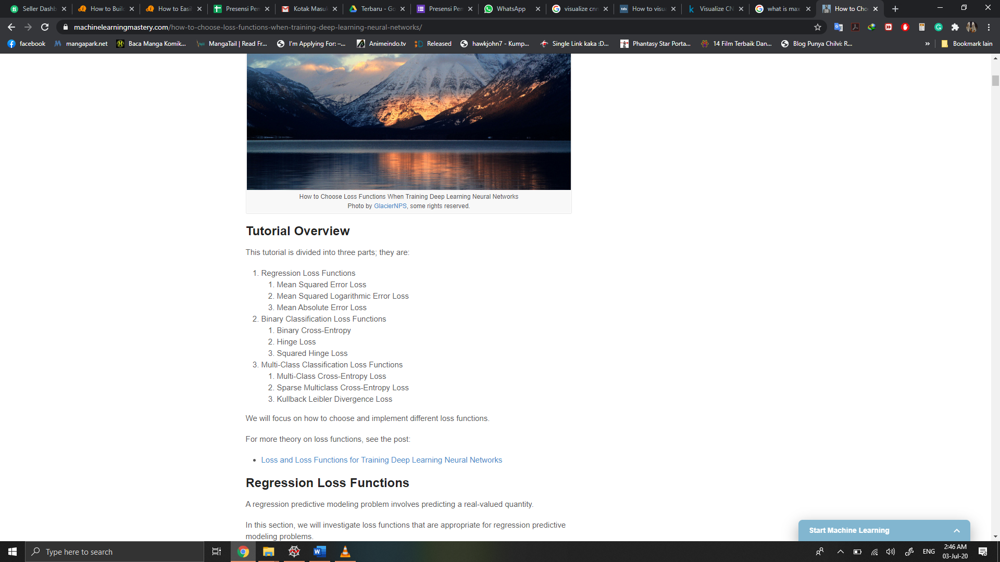 Seller Dashb
How to Buil
How to Easil
Presensi Pen
Kotak Masuk
Terbaru - Go
Presensi Pen
WhatsApp
visualize cnn
How to visua
Visualize CN
what is max
How to Cho
machinelearningmastery.com/how-to-choose-loss-functions-when-training-deep-learning-neural-networks/
facebook
mangapark.net
Baca Manga Komik...
MangaTail | Read Fr...
I'm Applying For: –...
Animeindo.tv
Released
hawkjohn7 - Kump...
Single Link kaka :D...
Phantasy Star Porta...
14 Film Terbaik Dan...
Blog Punya Chilvi: R...
»
Bookmark lain
How to Choose Loss Functions When Training Deep Learning Neural Networks
Photo by GlacierNPS, some rights reserved.
Tutorial Overview
This tutorial is divided into three parts; they are:
1. Regression Loss Functions
1. Mean Squared Error Loss
2. Mean Squared Logarithmic Error Loss
3. Mean Absolute Error Loss
2. Binary Classification Loss Functions
1. Binary Cross-Entropy
2. Hinge Loss
3. Squared Hinge Loss
3. Multi-Class Classification Loss Functions
1. Multi-Class Cross-Entropy Loss
2. Sparse Multiclass Cross-Entropy Loss
3. Kullback Leibler Divergence Loss
We will focus on how to choose and implement different loss functions.
For more theory on loss functions, see the post:
• Loss and Loss Functions for Training Deep Learning Neural Networks
Regression Loss Functions
A regression predictive modeling problem involves predicting a real-valued quantity.
In this section, we will investigate loss functions that are appropriate for regression predictive
modeling problems.
Start Machine Learning
Type here to search
ENG
2:46 AM
03-Jul-20